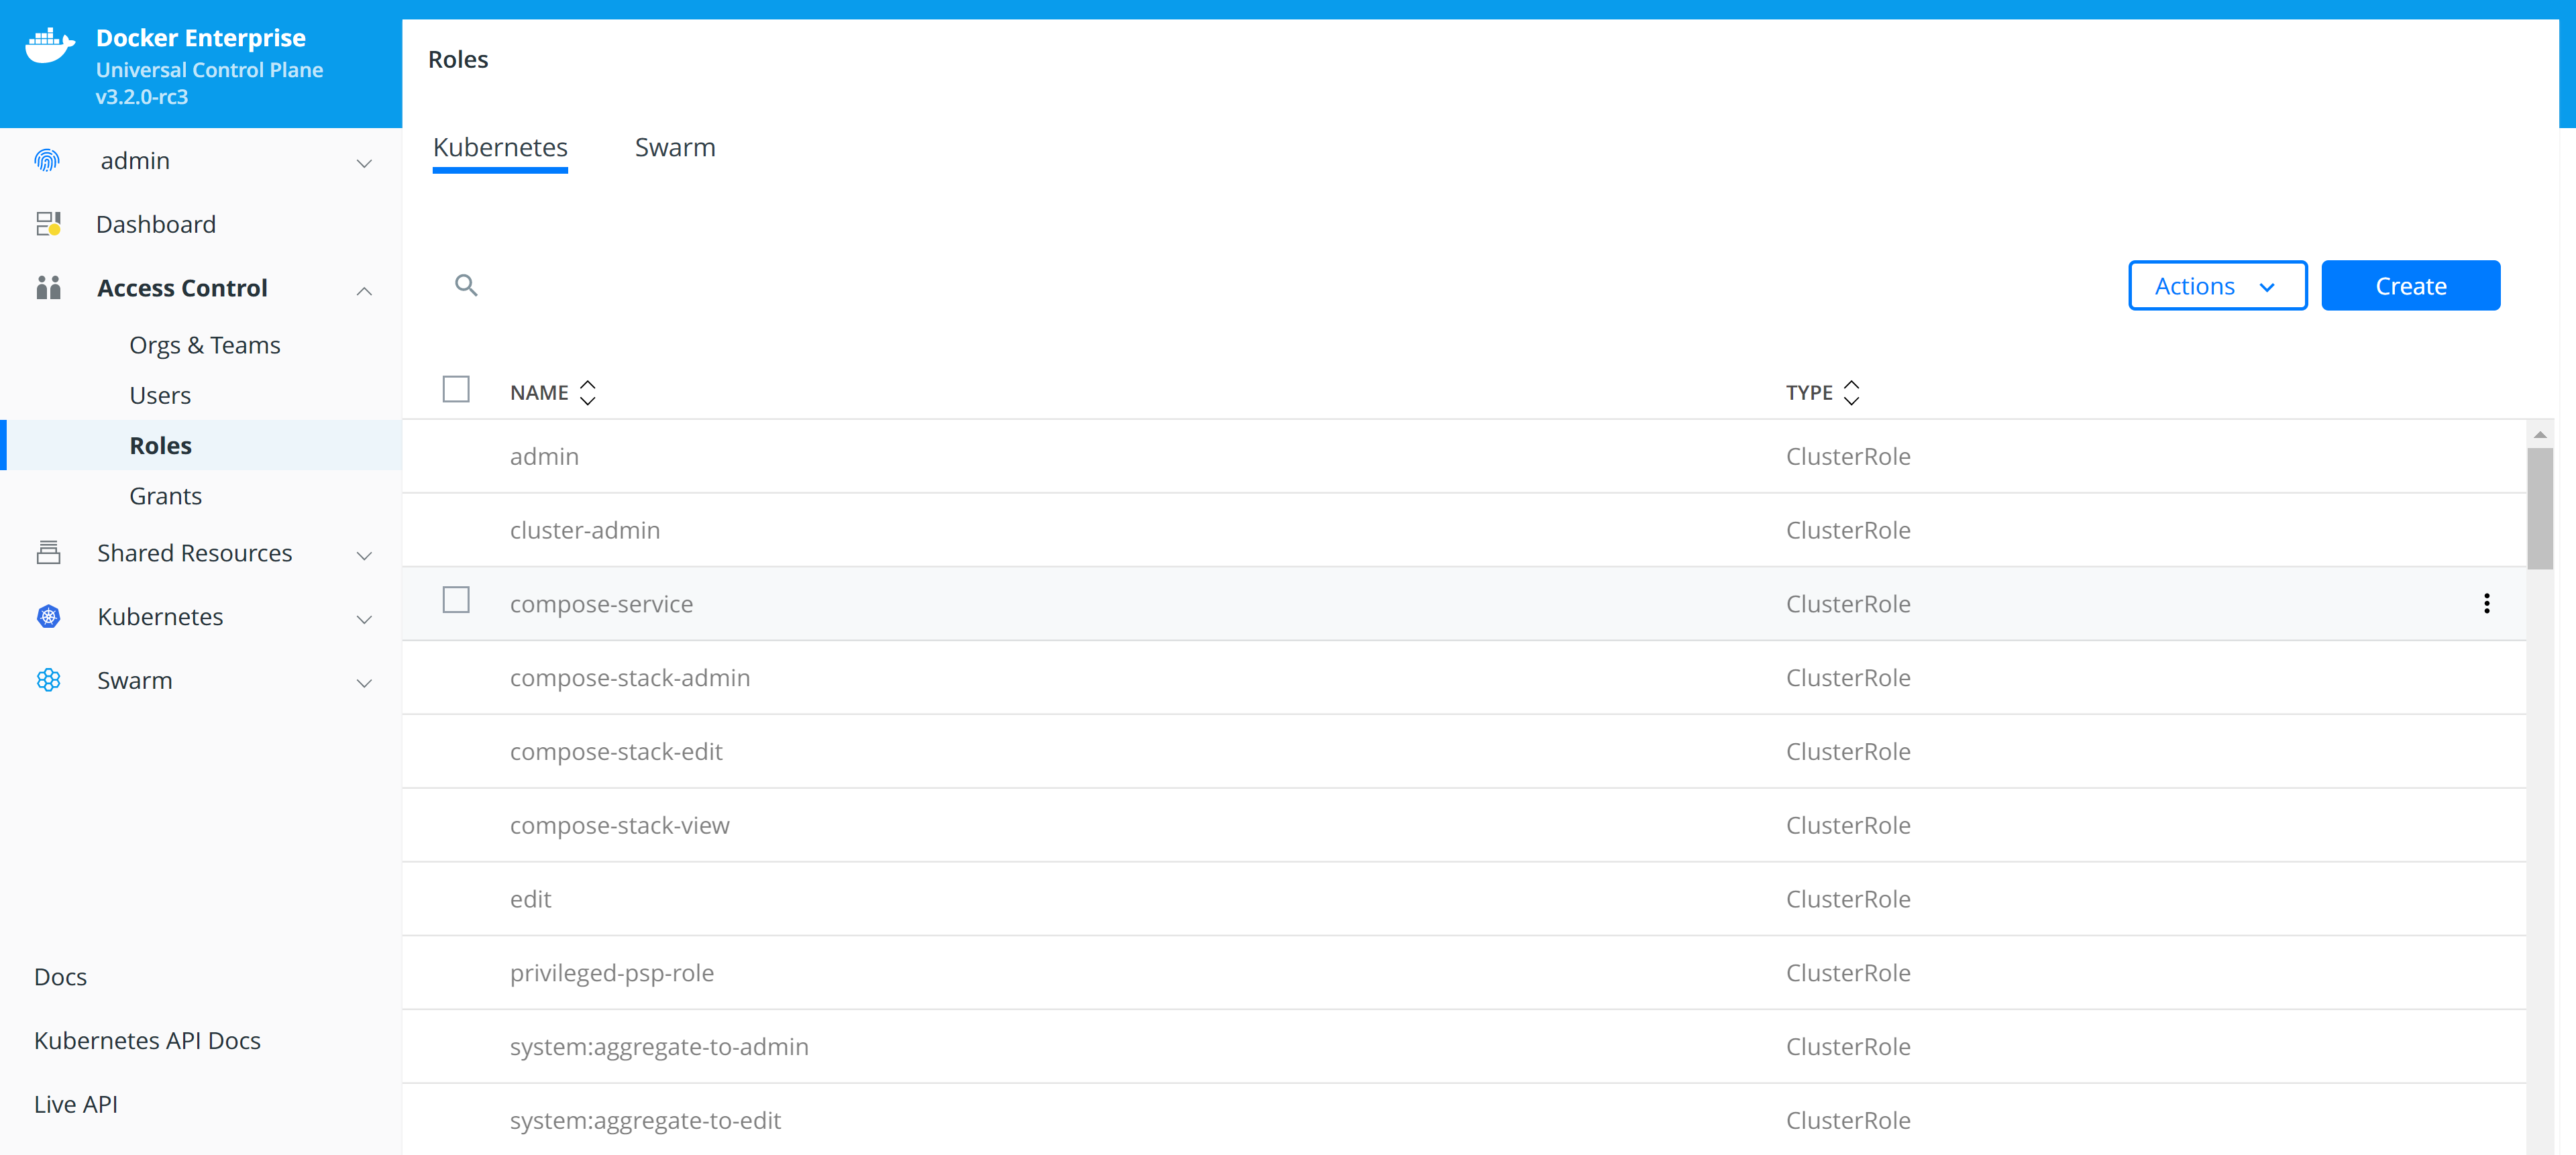 Docker Enterprise
Universal Control Plane
v3.2.0-rc3
admin
Dashboard
Access Control
Orgs & Teams
Users
Roles
Grants
Shared Resources
Kubernetes
Swarm
Docs
Kubernetes API Docs
Live API
Roles
Kubernetes Swarm
Actions Create
NAME TYPE
admin ClusterRole
cluster-admin ClusterRole
compose-service ClusterRole
compose-stack-admin ClusterRole
compose-stack-edit ClusterRole
compose-stack-view ClusterRole
edit ClusterRole
privileged-psp-role ClusterRole
system:aggregate-to-admin ClusterRole
system:aggregate-to-edit ClusterRole